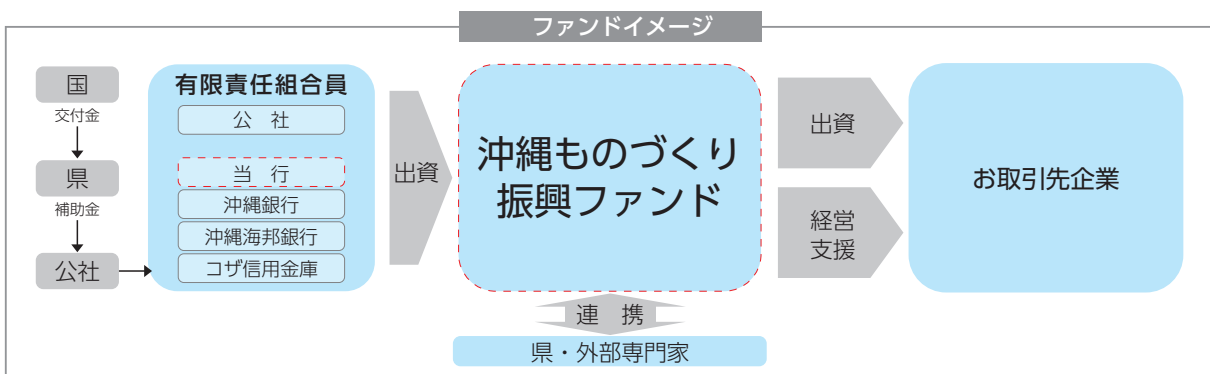 ファンドイメージ
国
交付金
県
補助金
公社
有限責任組合員
公　社
当　行
沖縄銀行
沖縄海邦銀行
コザ信用金庫
出資
沖縄ものづくり
振興ファンド
連　携
県・外部専門家
出資
経営
支援
お取引先企業